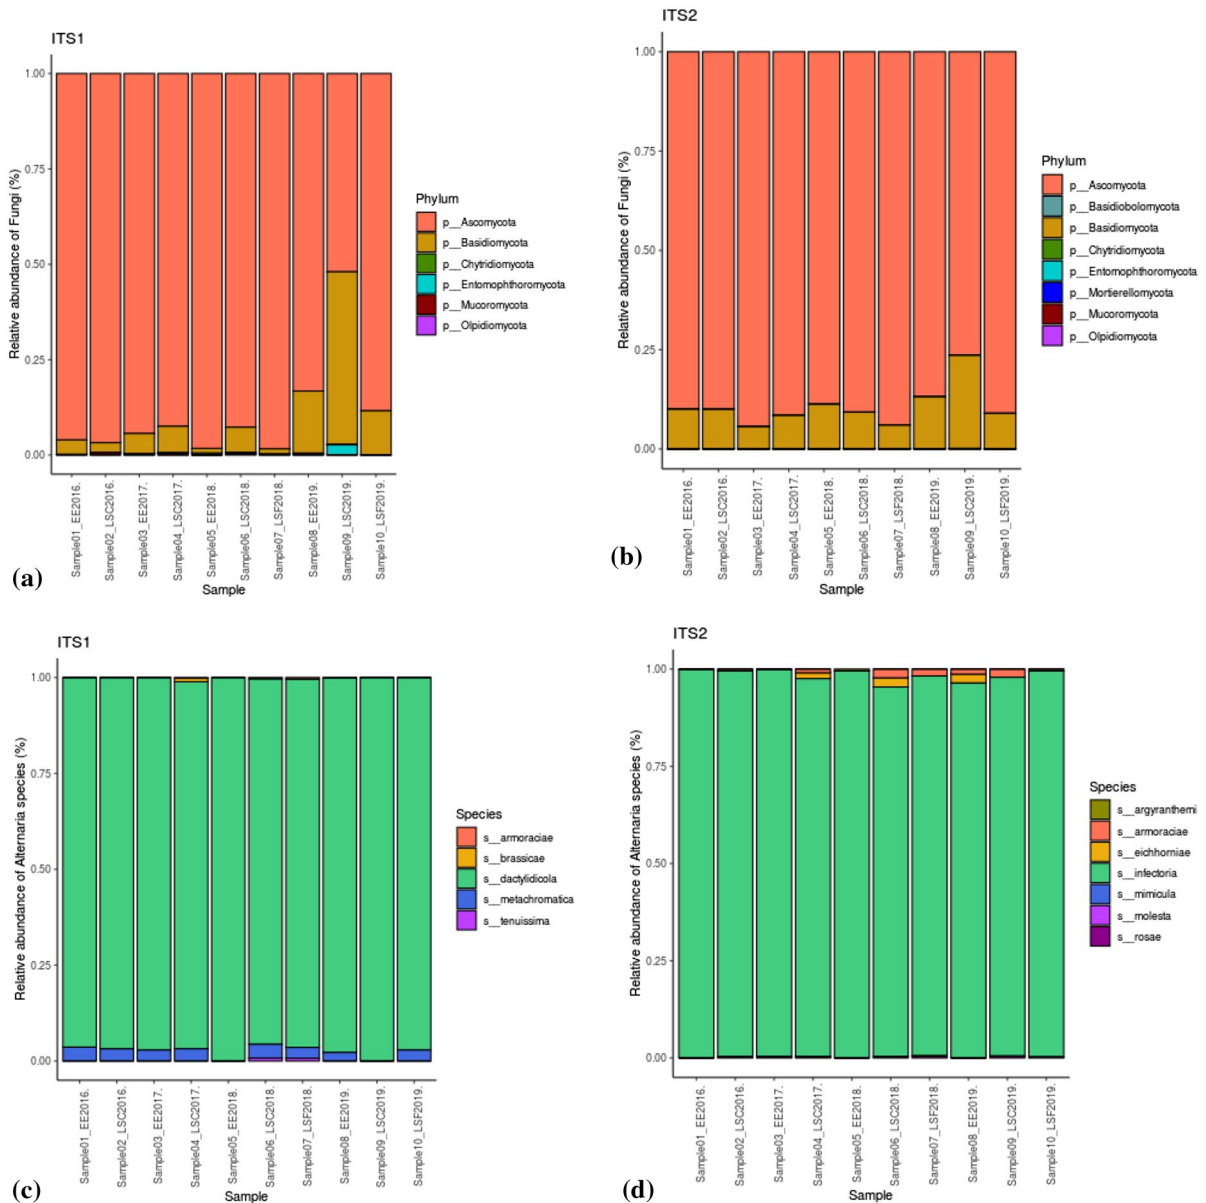 ITS1
Relative abundance of Fungi (%)
1.00
0.75
0.50
0.25
0.00
Sample01_EE2016.
Sample02_LSC2016.
Sample03_EE2017.
Sample04_LSC2017.
Sample05_EE2018.
Sample06_LSC2018.
Sample07_LSF2018.
Sample08_EE2019.
Sample09_LSC2019.
Sample10_LSF2019.
Sample
Phylum
p__Ascomycota
p__Basidiomycota
p__Chytridiomycota
p__Entomophthoromycota
p__Mucoromycota
p__Olpidiomycota
(a)
ITS2
Relative abundance of Fungi (%)
1.00
0.75
0.50
0.25
0.00
Sample01_EE2016.
Sample02_LSC2016.
Sample03_EE2017.
Sample04_LSC2017.
Sample05_EE2018.
Sample06_LSC2018.
Sample07_LSF2018.
Sample08_EE2019.
Sample09_LSC2019.
Sample10_LSF2019.
Sample
Phylum
p__Ascomycota
p__Basidiobolomycota
p__Basidiomycota
p__Chytridiomycota
p__Entomophthoromycota
p__Mortierellomycota
p__Mucoromycota
p__Olpidiomycota
(b)
ITS1
Relative abundance of Alternaria species (%)
1.00
0.75
0.50
0.25
0.00
Sample01_EE2016.
Sample02_LSC2016.
Sample03_EE2017.
Sample04_LSC2017.
Sample05_EE2018.
Sample06_LSC2018.
Sample07_LSF2018.
Sample08_EE2019.
Sample09_LSC2019.
Sample10_LSF2019.
Sample
Species
s__armoraciae
s__brassicae
s__dactylidicola
s__metachromatica
s__tenuissima
(c)
ITS2
Relative abundance of Alternaria species (%)
1.00
0.75
0.50
0.25
0.00
Sample01_EE2016.
Sample02_LSC2016.
Sample03_EE2017.
Sample04_LSC2017.
Sample05_EE2018.
Sample06_LSC2018.
Sample07_LSF2018.
Sample08_EE2019.
Sample09_LSC2019.
Sample10_LSF2019.
Sample
Species
s__argyranthemi
s__armoraciae
s__eichhorniae
s__infectoria
s__mimicula
s__molesta
s__rosae
(d)